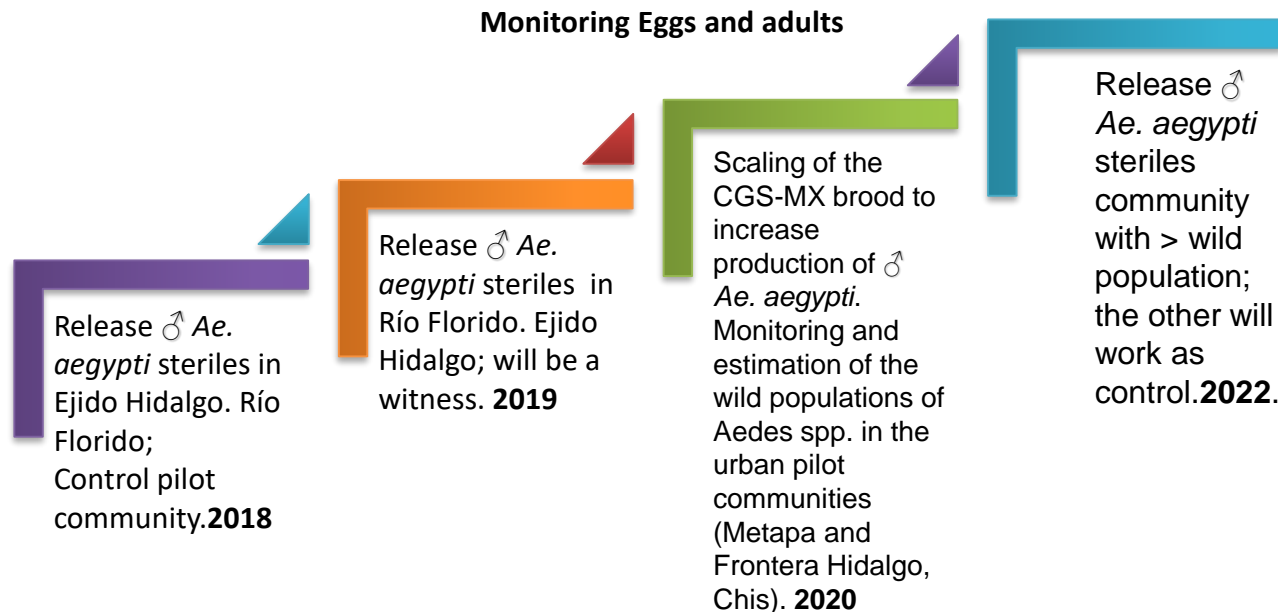 Monitoring Eggs and adults
Release ♂ Ae.
aegypti steriles in
Ejido Hidalgo. Río
Florido;
Control pilot
community.2018
Release ♂ Ae.
aegypti steriles in
Río Florido. Ejido
Hidalgo; will be a
witness. 2019
Scaling of the
CGS-MX brood to
increase
production of ♂
Ae. aegypti.
Monitoring and
estimation of the
wild populations of
Aedes spp. in the
urban pilot
communities
(Metapa and
Frontera Hidalgo,
Chis). 2020
Release ♂
Ae. aegypti
steriles
community
with > wild
population;
the other will
work as
control.2022.